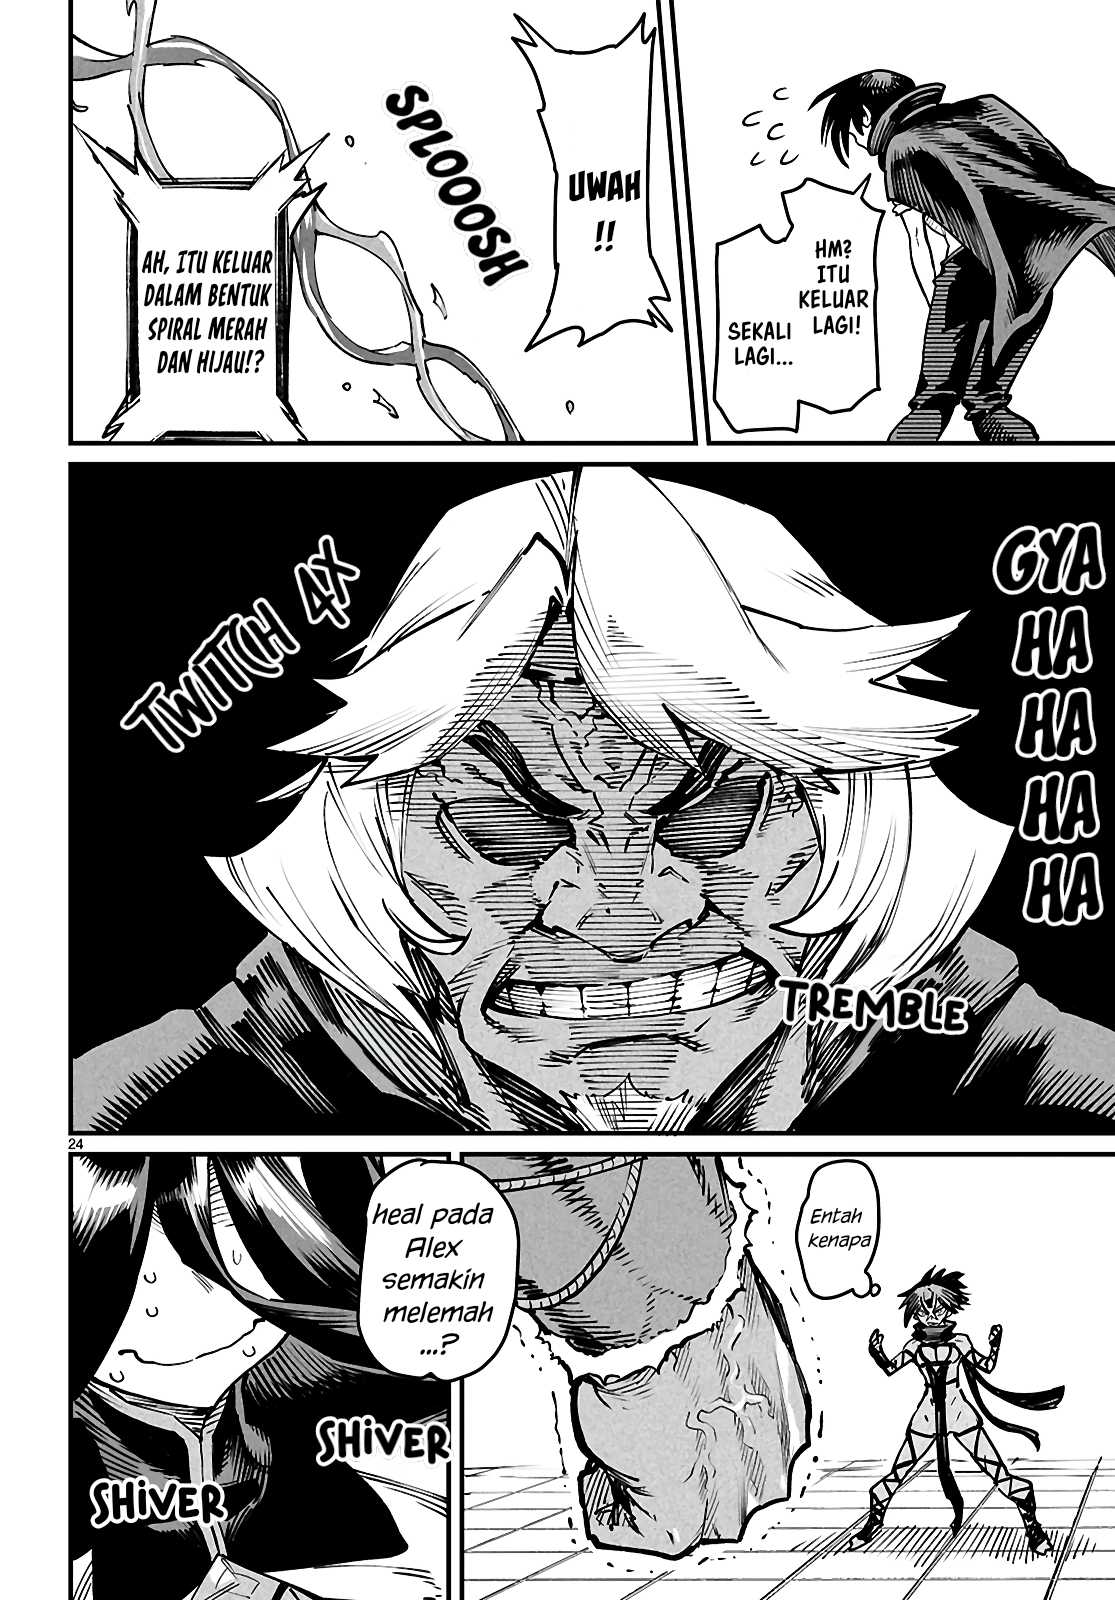 HM?
ITU
KELUAR
LAGI!
SEKALI
LAGI...
UWAH
!!
SPLOOOSH
AH, ITU KELUAR
DALAM BENTUK
SPIRAL MERAH
DAN HIJAU!?
GYA
HA
HA
HA
HA
TWITCH 4X
TREMBLE
24
Entah
kenapa
heal pada
Alex
semakin
melemah
...?
SHIVER
SHIVER